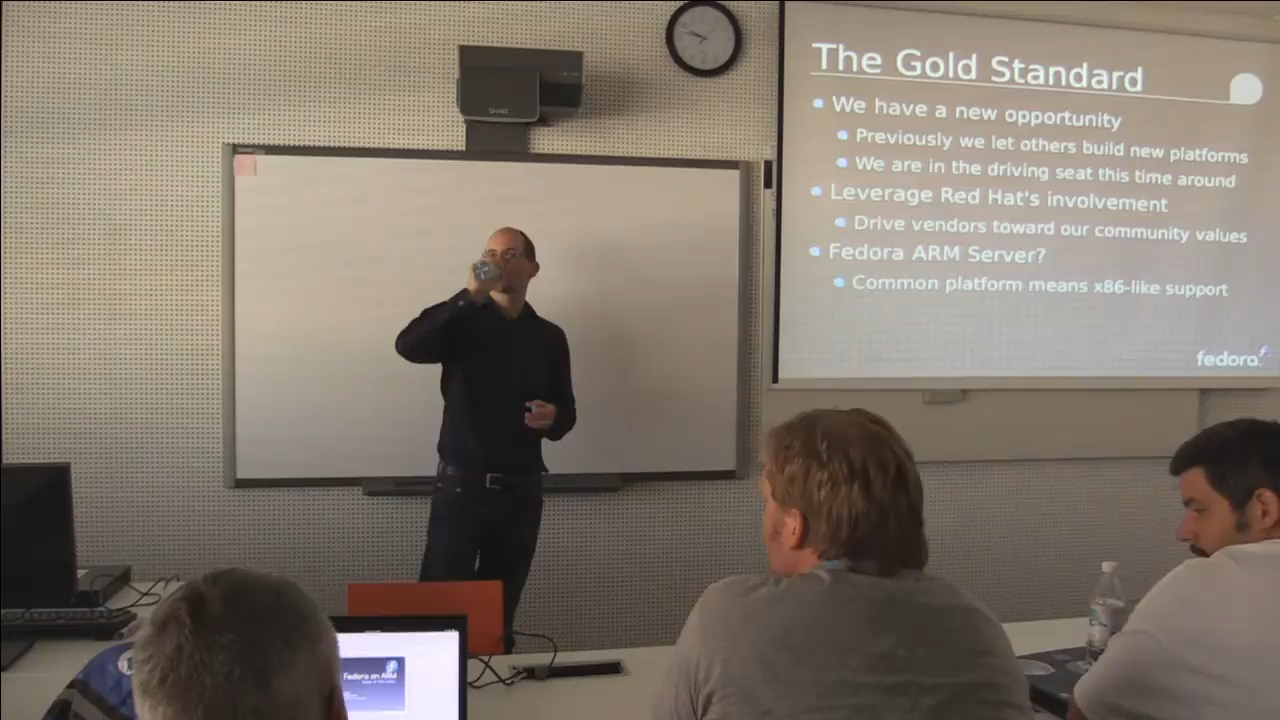 SMART
The Gold Standard
We have a new opportunity
Previously we let others build new platforms
We are in the driving seat this time around
Leverage Red Hat's involvement
Drive vendors toward our community values
Fedora ARM Server?
Common platform means x86-like support
fedora
Fedora on ARM